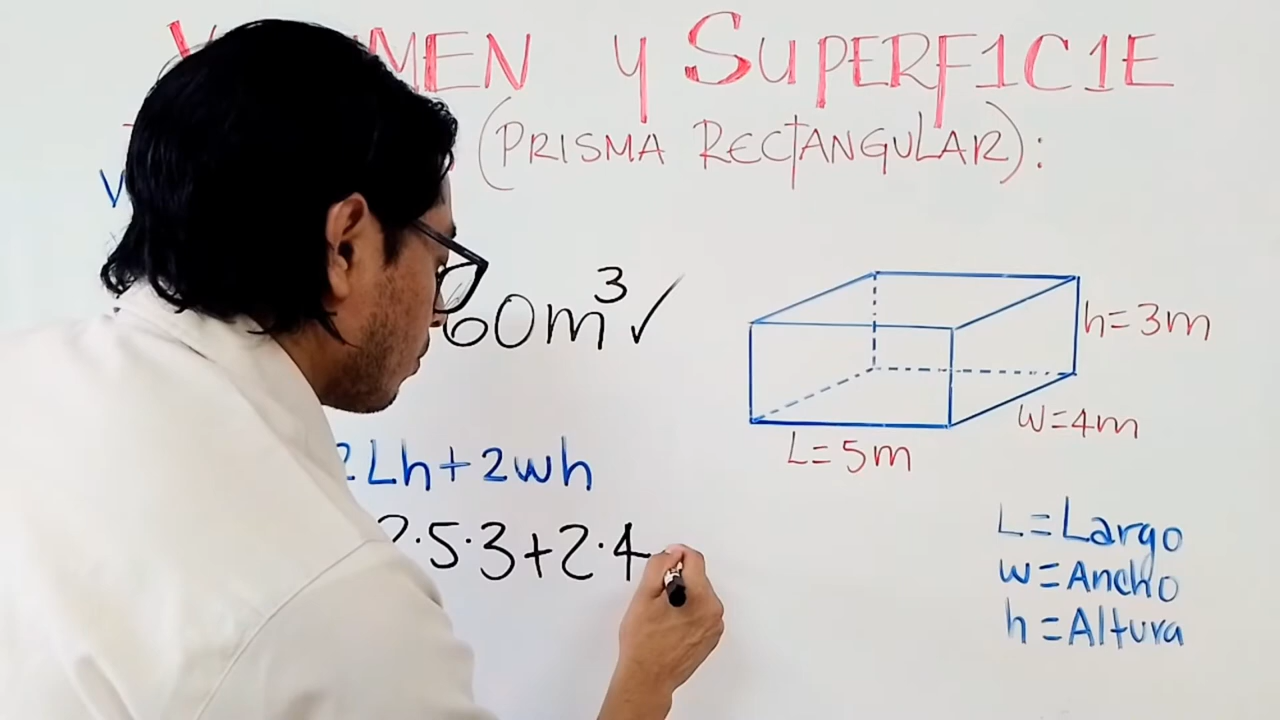 Y SUPERF1C1E
(PRISMA RECTANGULAR):
60m³✓
h=3m
w=4m
L=5m
2Lh+2wh
2·5·3+2·4
L=Largo
w=Ancho
h=Altura